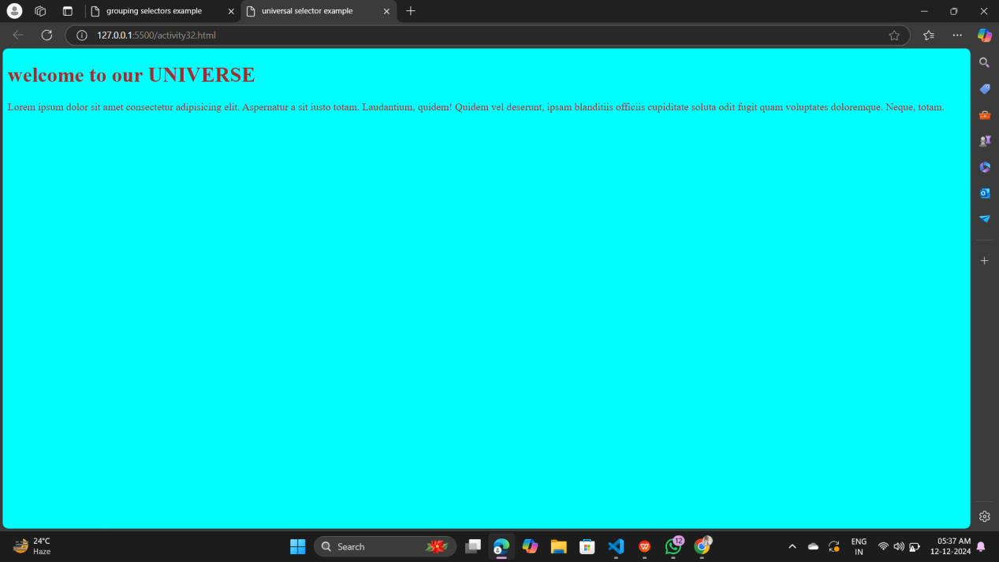 grouping selectors example
universal selector example
127.0.0.1:5500/activity32.html
welcome to our UNIVERSE
Lorem ipsum dolor sit amet consectetur adipisicing elit. Aspernatur a sit iusto totam. Laudantium, quidem! Quidem vel deserunt, ipsam blanditiis officiis cupiditate soluta odit fugit quam voluptates doloremque. Neque, totam.
24°C
Haze
Search
12
ENG
IN
05:37 AM
12-12-2024